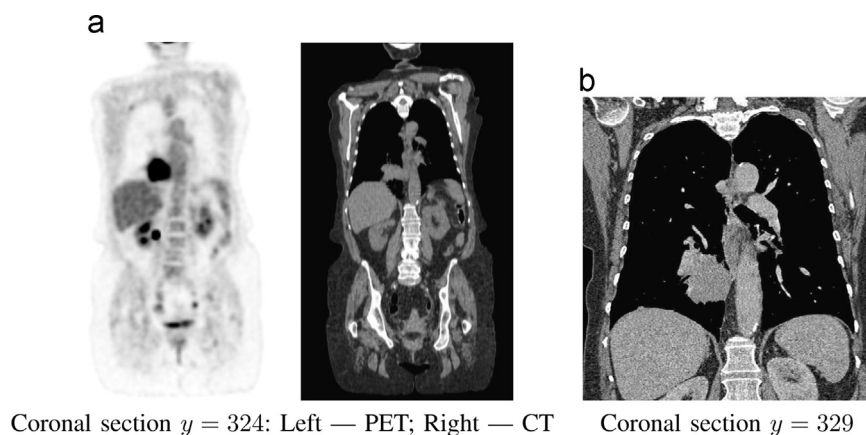 a
b
Coronal section y = 324: Left — PET; Right — CT
Coronal section y = 329